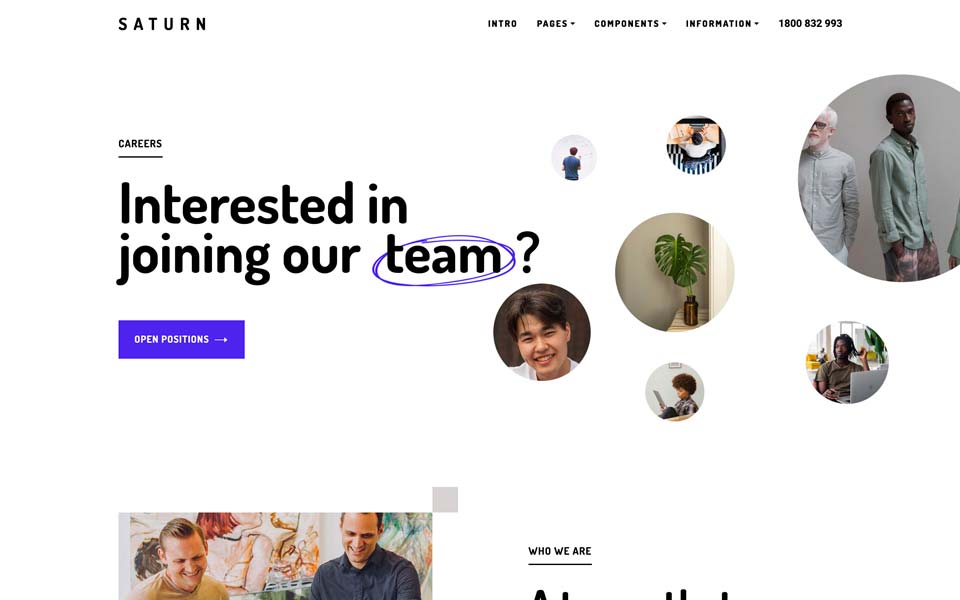 SATURN
INTRO PAGES COMPONENTS INFORMATION 1800 832 993
CAREERS
Interested in
joining our team ?
OPEN POSITIONS →
WHO WE ARE